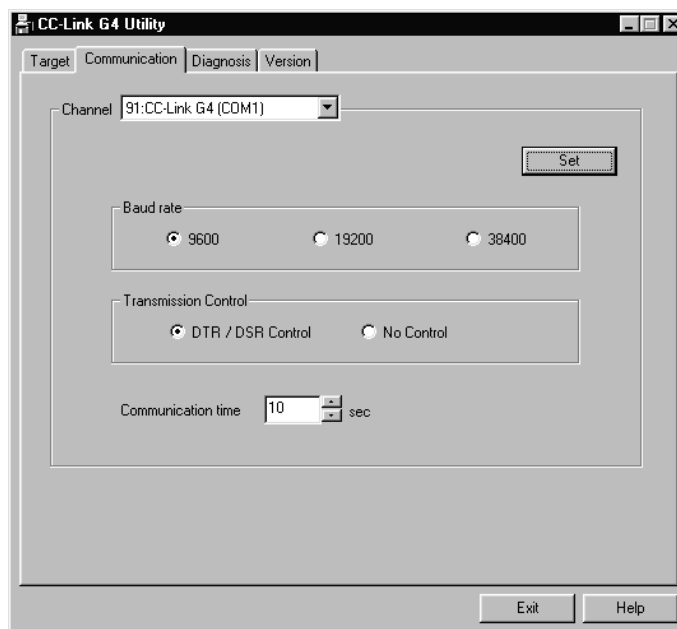 CC-Link G4 Utility
Target Communication Diagnosis Version
Channel 91:CC-Link G4 (COM1)
Set
Baud rate
9600 19200 38400
Transmission Control
DTR / DSR Control No Control
Communication time 10 sec
Exit Help